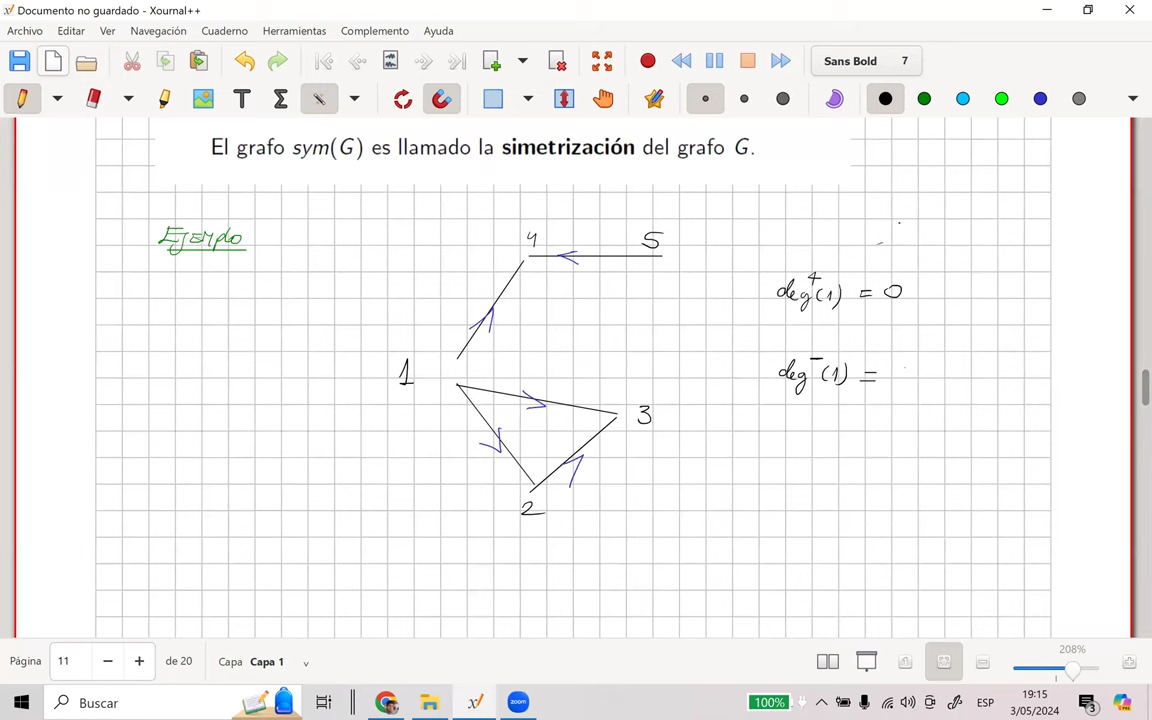 Documento no guardado - Xournal++
Archivo Editar Ver Navegación Cuaderno Herramientas Complemento Ayuda
Sans Bold 7
El grafo sym(G) es llamado la simetrización del grafo G.
Ejemplo
4 5
deg⁺(1) = 0
1
deg⁻(1) =
3
2
Página 11 de 20 Capa Capa 1
208%
Buscar
zoom
100%
ESP
19:15
3/05/2024
3